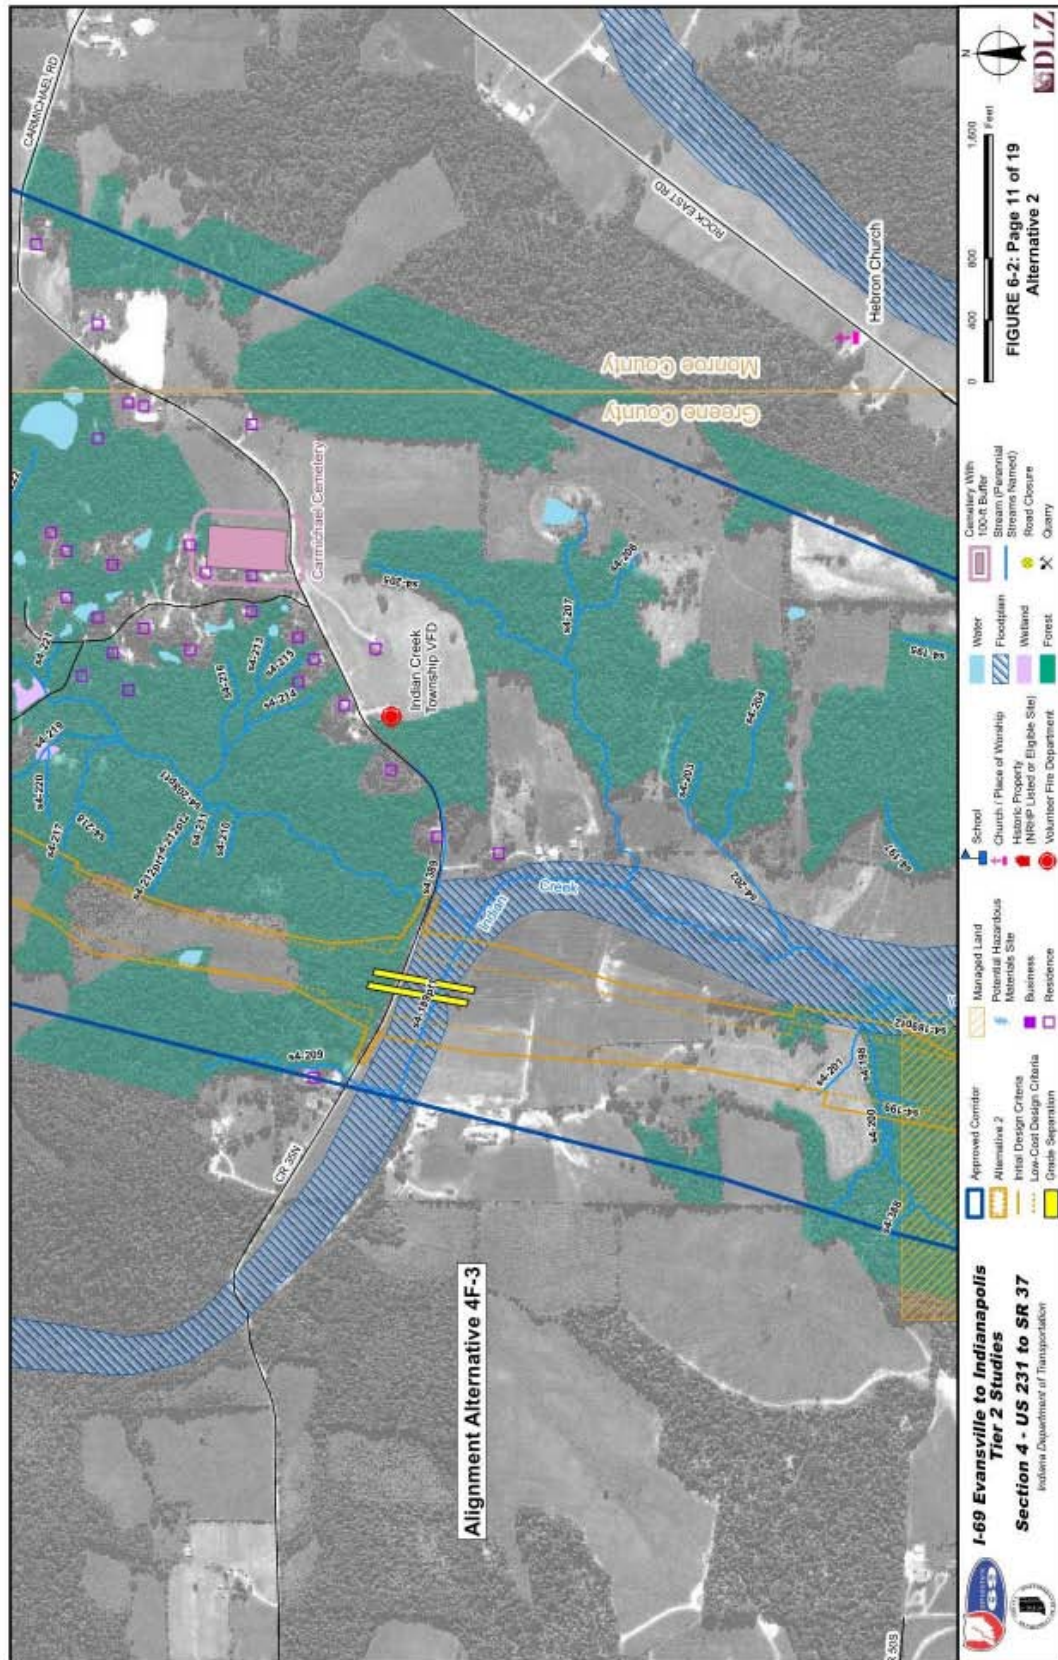 CARMICHAEL RD
ROCK EAST RD
Hebron Church
Monroe County
Greene County
Carmichael Cemetery
Indian Creek
Township VFD
Indian
Creek
CR 35N
Alignment Alternative 4F-3
s4-221
s4-219
s4-220
s4-217
s4-218
s4-216
s4-213
s4-215
s4-214
s4-211
s4-210
s4-389
s4-209
s4-205
s4-207
s4-208
s4-204
s4-203
s4-202
s4-195
s4-197
s4-189pt2
s4-201
s4-198
s4-200
s4-388
I-69 Evansville to Indianapolis
Tier 2 Studies
Section 4 - US 231 to SR 37
Indiana Department of Transportation
Approved Corridor
Alternative 2
Initial Design Criteria
Low-Cost Design Criteria
Grade Separation
Managed Land
Potential Hazardous
Materials Site
Business
Residence
School
Church / Place of Worship
Historic Property
(NRHP Listed or Eligible Site)
Volunteer Fire Department
Water
Floodplain
Wetland
Forest
Cemetery With
100-ft Buffer
Stream (Perennial
Streams Named)
Road Closure
Quarry
0 400 800 1,600
Feet
FIGURE 6-2: Page 11 of 19
Alternative 2
N
DLZ